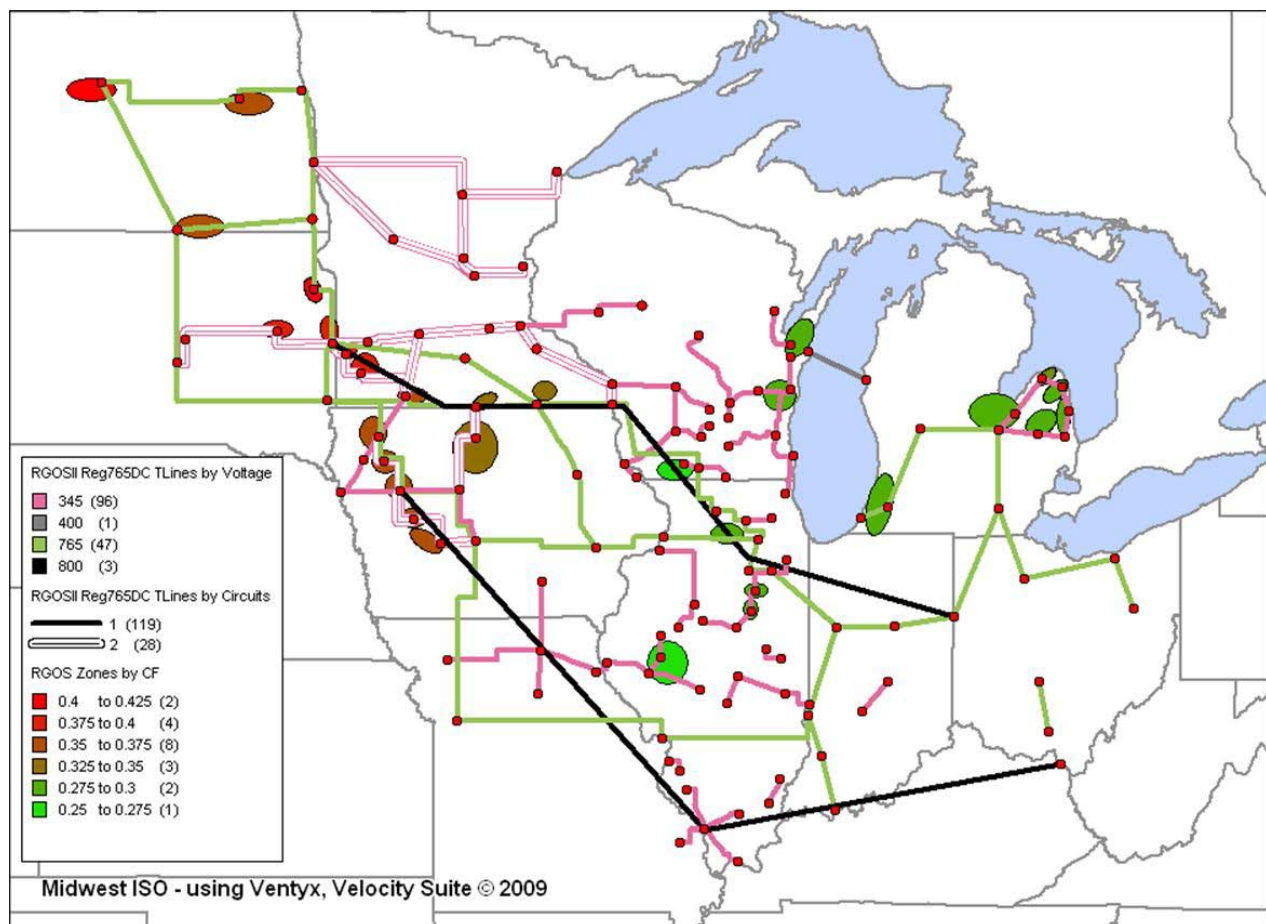 RGOSII Reg765DC TLines by Voltage
345 (96)
400 (1)
765 (47)
800 (3)
RGOSII Reg765DC TLines by Circuits
1 (119)
2 (28)
RGOS Zones by CF
0.4 to 0.425 (2)
0.375 to 0.4 (4)
0.35 to 0.375 (8)
0.325 to 0.35 (3)
0.275 to 0.3 (2)
0.25 to 0.275 (1)
Midwest ISO - using Ventyx, Velocity Suite © 2009